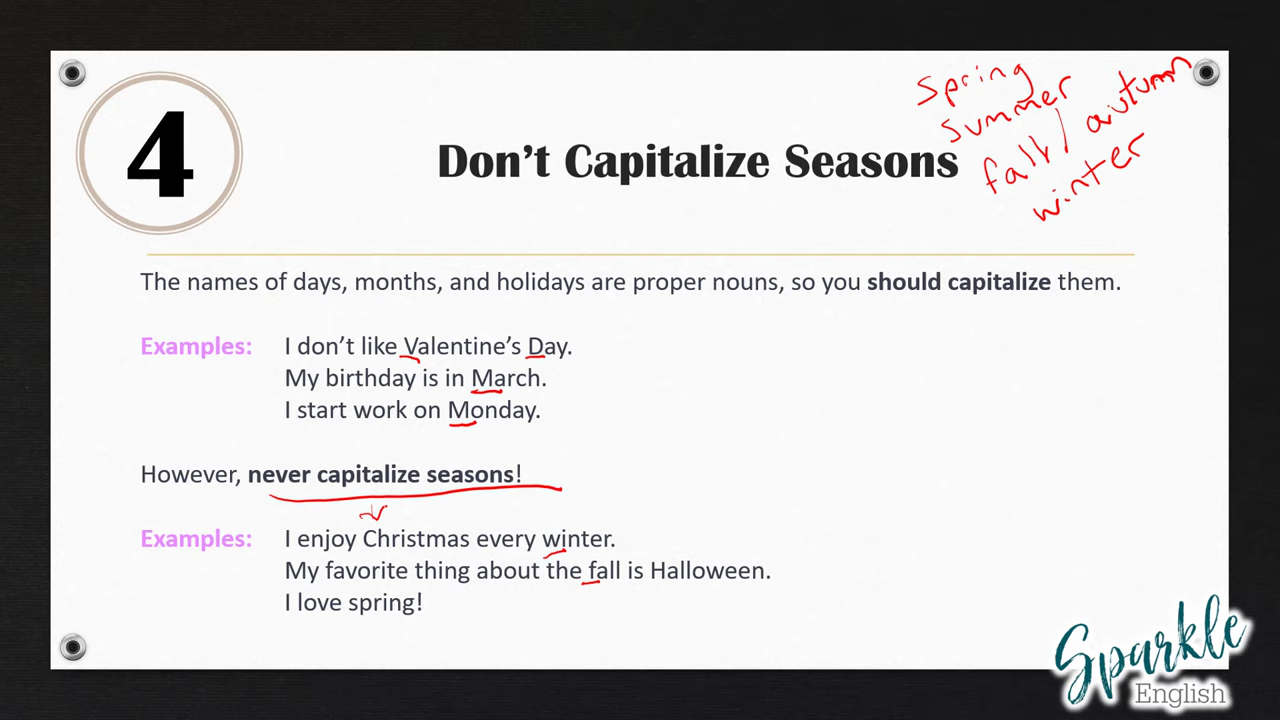 4
Don't Capitalize Seasons
spring
summer
fall / autumn
winter
The names of days, months, and holidays are proper nouns, so you should capitalize them.
Examples: I don't like Valentine's Day.
My birthday is in March.
I start work on Monday.
However, never capitalize seasons!
Examples: I enjoy Christmas every winter.
My favorite thing about the fall is Halloween.
I love spring!
Sparkle
English